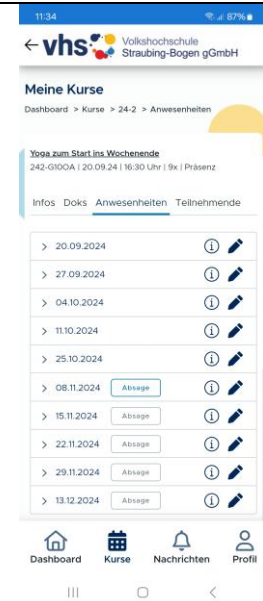 11:34 87%
vhs Volkshochschule
Straubing-Bogen gGmbH
Meine Kurse
Dashboard > Kurse > 24-2 > Anwesenheiten
Yoga zum Start ins Wochenende
242-G10OA | 20.09.24 | 16:30 Uhr | 9x | Präsenz
Infos Doks Anwesenheiten Teilnehmende
> 20.09.2024
> 27.09.2024
> 04.10.2024
> 11.10.2024
> 25.10.2024
> 08.11.2024 Absage
> 15.11.2024 Absage
> 22.11.2024 Absage
> 29.11.2024 Absage
> 13.12.2024 Absage
Dashboard Kurse Nachrichten Profil